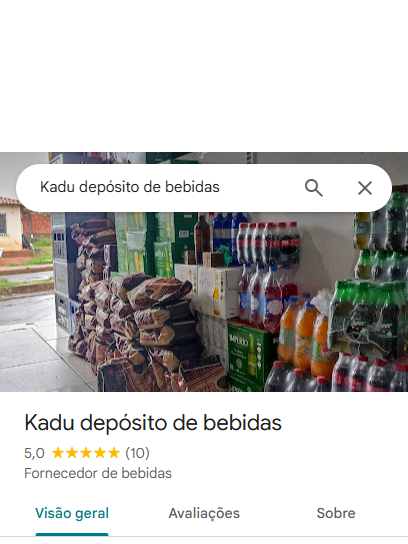 Kadu depósito de bebidas
IMPÉRIO
Kadu depósito de bebidas
5,0 (10)
Fornecedor de bebidas
Visão geral Avaliações Sobre